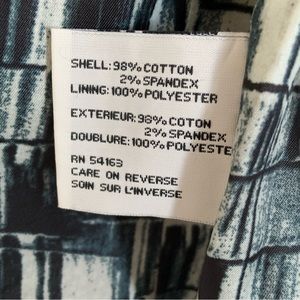 SHELL: 98% COTTON
2% SPANDEX
LINING: 100% POLYESTER
EXTERIEUR: 98% COTON
2% SPANDEX
DOUBLURE: 100% POLYESTER
RN 54163
CARE ON REVERSE
SOIN SUR L'INVERSE